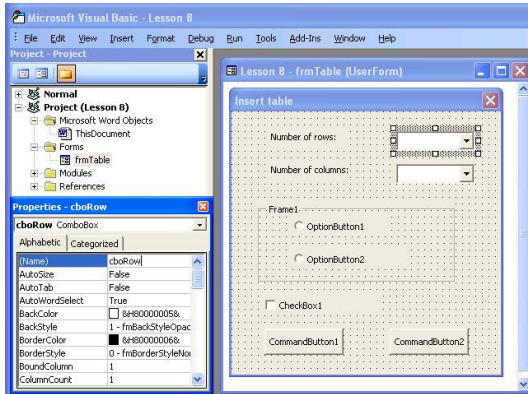 Microsoft Visual Basic - Lesson 8
File Edit View Insert Format Debug Run Tools Add-Ins Window Help
Project - Project
Normal
Project (Lesson 8)
Microsoft Word Objects
ThisDocument
Forms
frmTable
Modules
References
Properties - cboRow
cboRow ComboBox
Alphabetic Categorized
(Name) cboRow
AutoSize False
AutoTab False
AutoWordSelect True
BackColor &H80000005&
BackStyle 1 - fmBackStyleOpac
BorderColor &H80000006&
BorderStyle 0 - fmBorderStyleNo
BoundColumn 1
ColumnCount 1
Lesson 8 - frmTable (UserForm)
Insert table
Number of rows:
Number of columns:
Frame1
OptionButton1
OptionButton2
CheckBox1
CommandButton1 CommandButton2